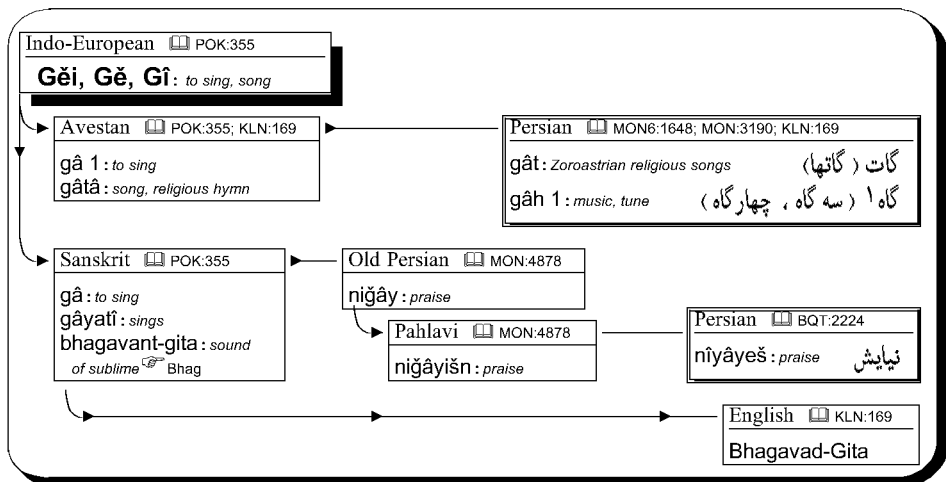 Indo-European 🕮 POK:355
Gěi, Gě, Gî : to sing, song
Avestan 🕮 POK:355; KLN:169
gâ 1 : to sing
gâtâ : song, religious hymn
Persian 🕮 MON6:1648; MON:3190; KLN:169
gât : Zoroastrian religious songs گات ( گاتها)
gâh 1 : music, tune گاه ۱ ( سه گاه ، چهارگاه )
Sanskrit 🕮 POK:355
gâ : to sing
gâyatî : sings
bhagavant-gita : sound
of sublime ☞ Bhag
Old Persian 🕮 MON:4878
niğây : praise
Pahlavi 🕮 MON:4878
niğâyišn : praise
Persian 🕮 BQT:2224
nîyâyeš : praise نیایش
English 🕮 KLN:169
Bhagavad-Gita